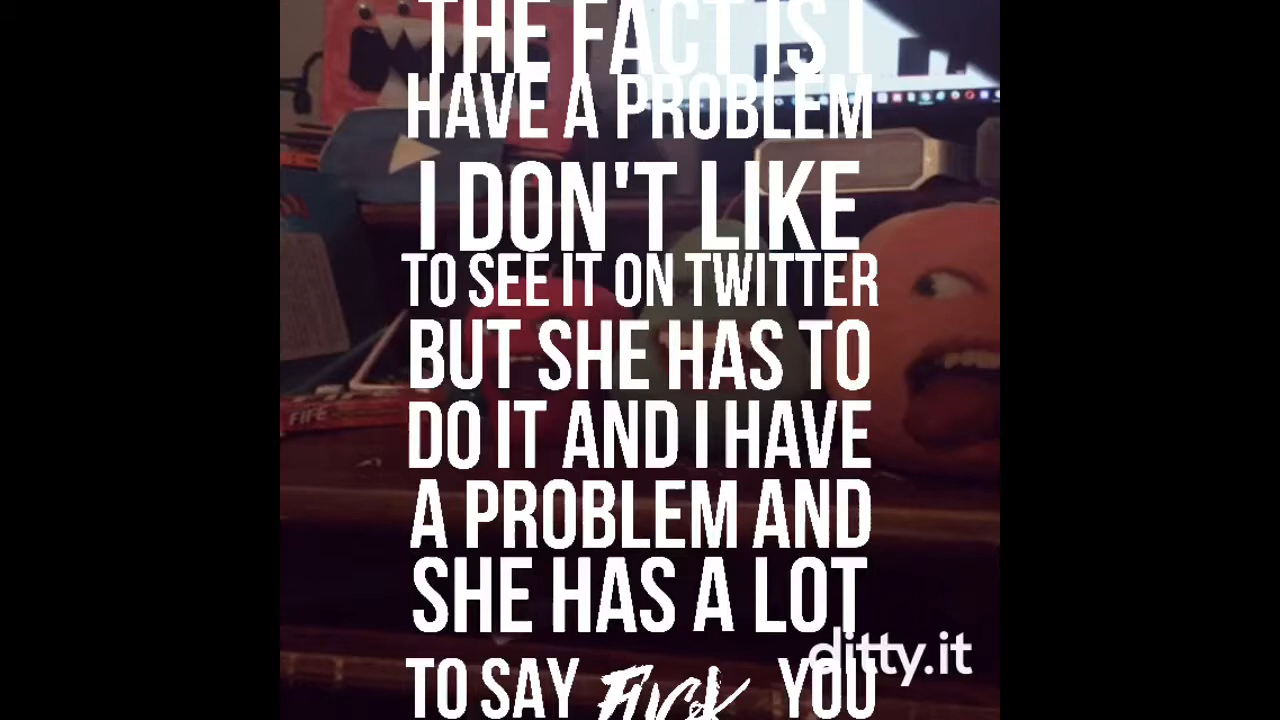 THE FACT IS I
HAVE A PROBLEM
I DON'T LIKE
TO SEE IT ON TWITTER
BUT SHE HAS TO
DO IT AND I HAVE
A PROBLEM AND
SHE HAS A LOT
TO SAY FUCK YOU
ditty.it
FIFE